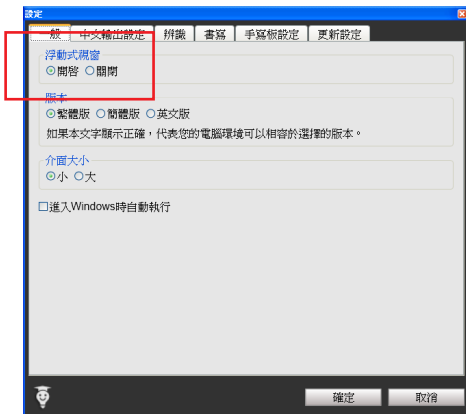 設定
一般 中文輸出設定 辨識 書寫 手寫板設定 更新設定
浮動式視窗
開啓 關閉
版本
繁體版 簡體版 英文版
如果本文字顯示正確，代表您的電腦環境可以相容於選擇的版本。
介面大小
小 大
進入Windows時自動執行
確定 取消